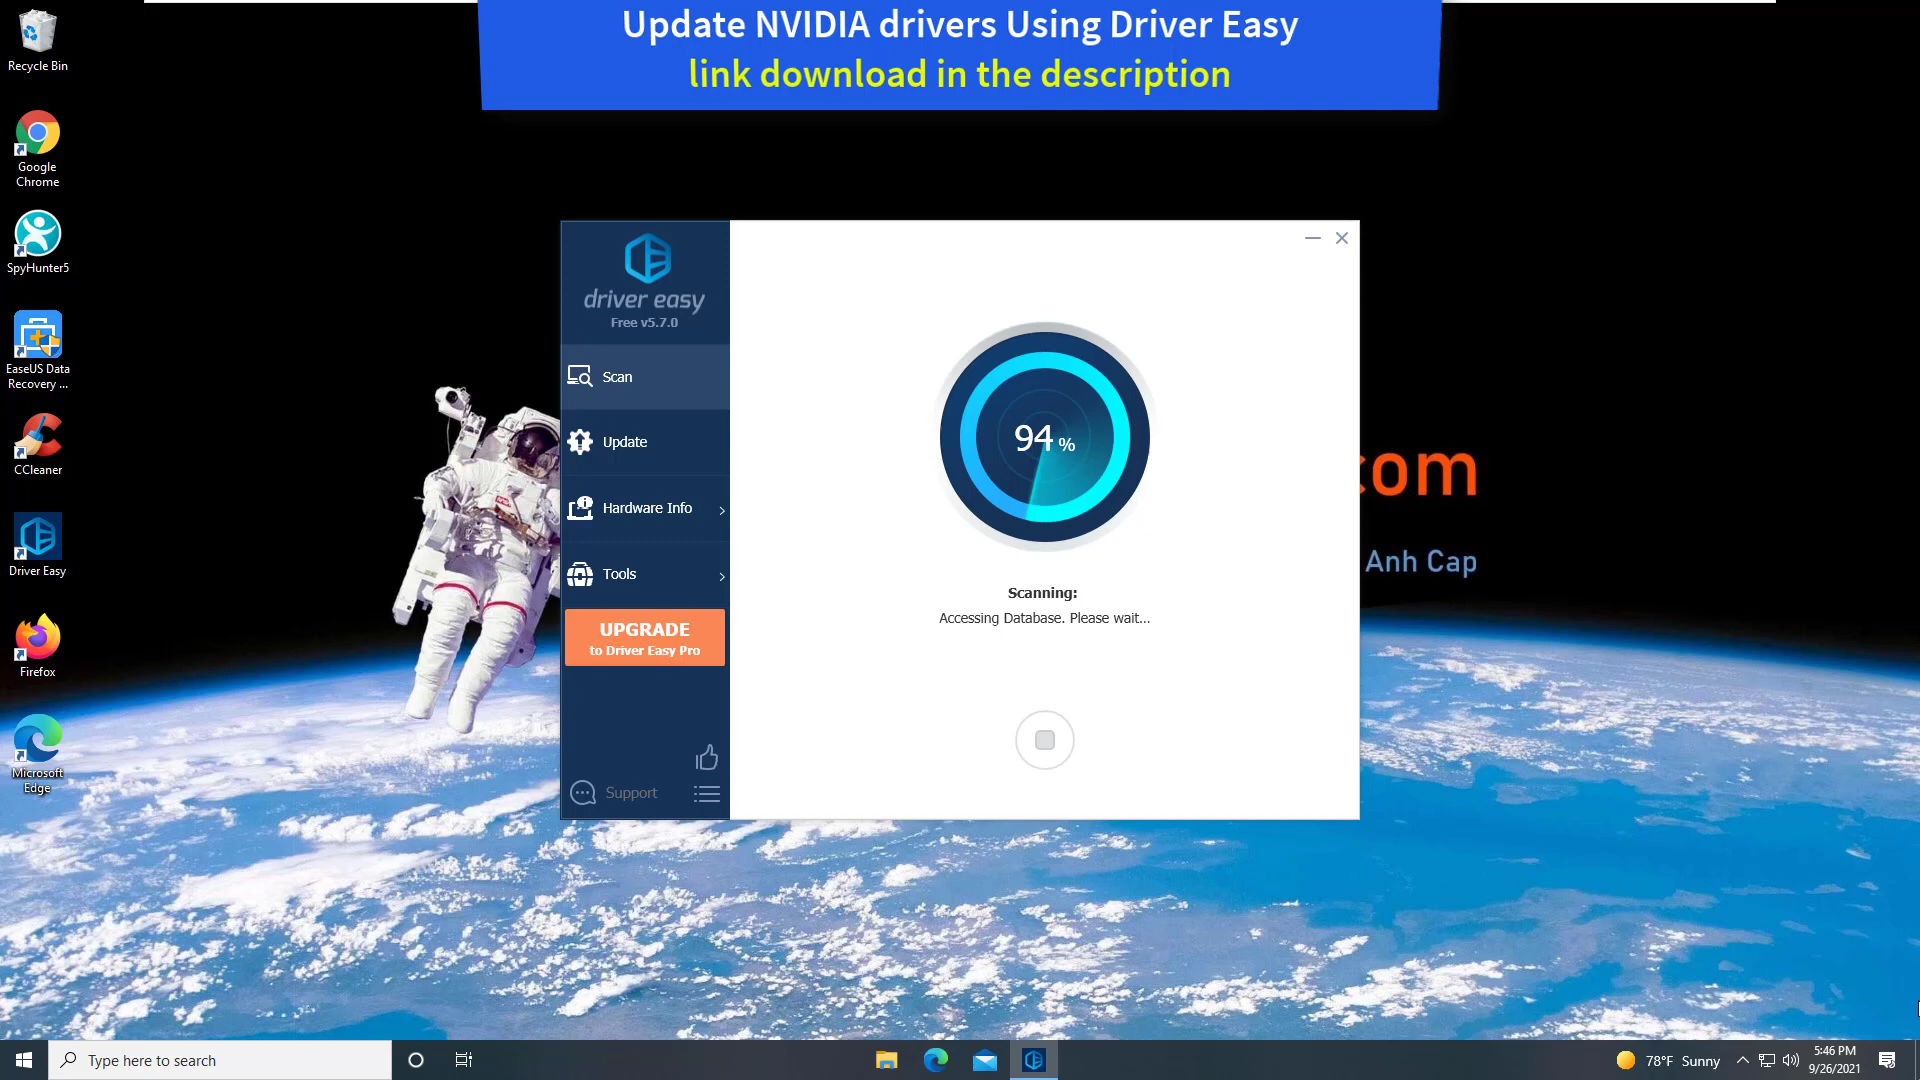 Update NVIDIA drivers Using Driver Easy
link download in the description
Recycle Bin
Google
Chrome
SpyHunter5
EaseUS Data
Recovery ...
CCleaner
Driver Easy
Firefox
Microsoft
Edge
driver easy
Free v5.7.0
Scan
Update
Hardware Info
Tools
UPGRADE
to Driver Easy Pro
Support
94 %
Scanning:
Accessing Database. Please wait...
com
Anh Cap
Type here to search
78°F Sunny
5:46 PM
9/26/2021